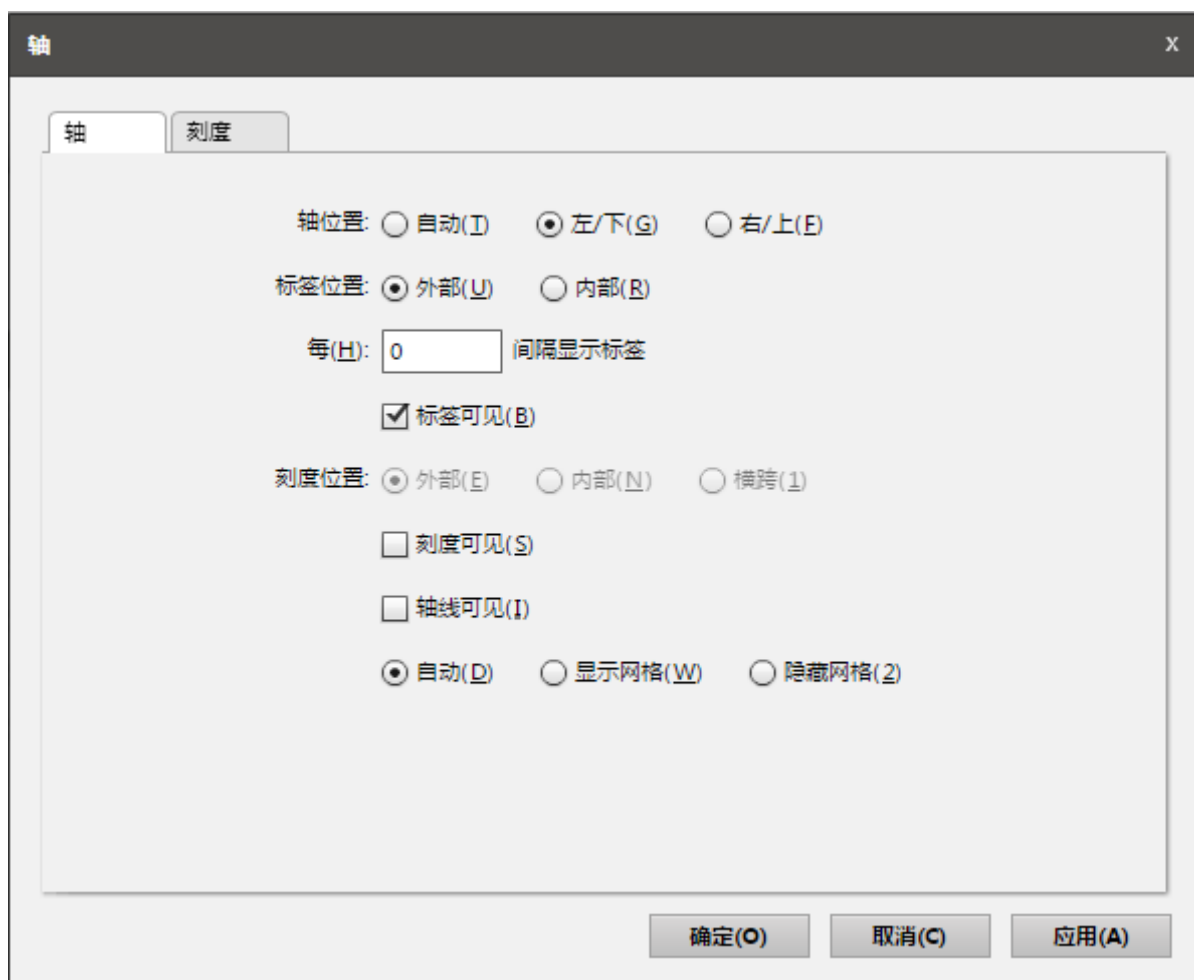 轴 x
轴 刻度
轴位置: 自动(T) 左/下(G) 右/上(F)
标签位置: 外部(U) 内部(R)
每(H): 0 间隔显示标签
标签可见(B)
刻度位置: 外部(E) 内部(N) 横跨(1)
刻度可见(S)
轴线可见(I)
自动(D) 显示网格(W) 隐藏网格(2)
确定(O) 取消(C) 应用(A)